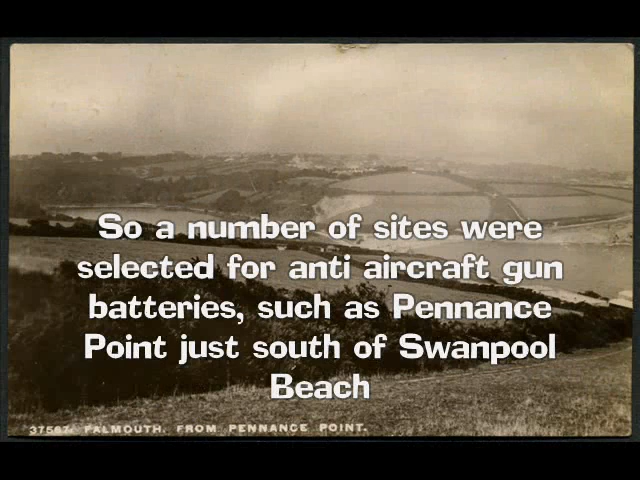 So a number of sites were
selected for anti aircraft gun
batteries, such as Pennance
Point just south of Swanpool
Beach
37567. FALMOUTH. FROM PENNANCE POINT.